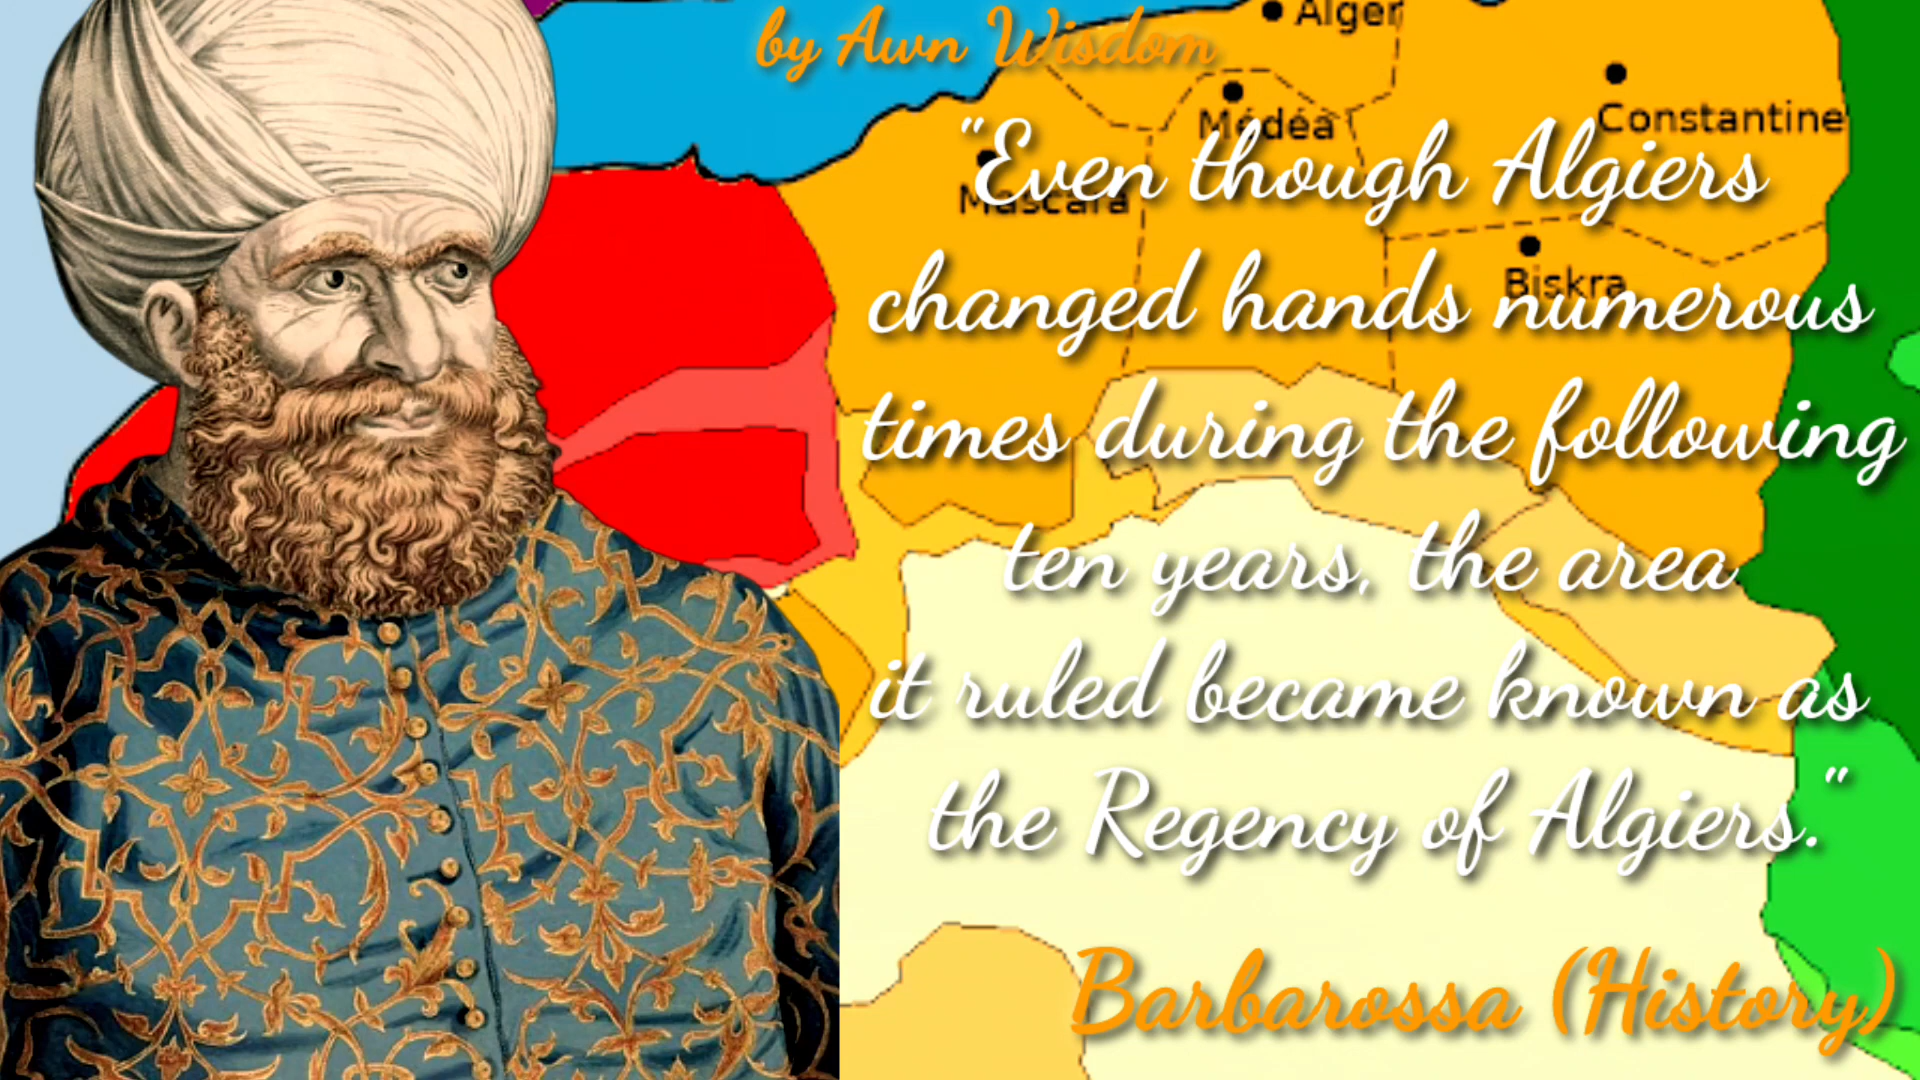 by Awn Wisdom
Alger
Médéa
Constantine
Mascara
Biskra
"Even though Algiers
changed hands numerous
times during the following
ten years, the area
it ruled became known as
the Regency of Algiers."
Barbarossa (History)